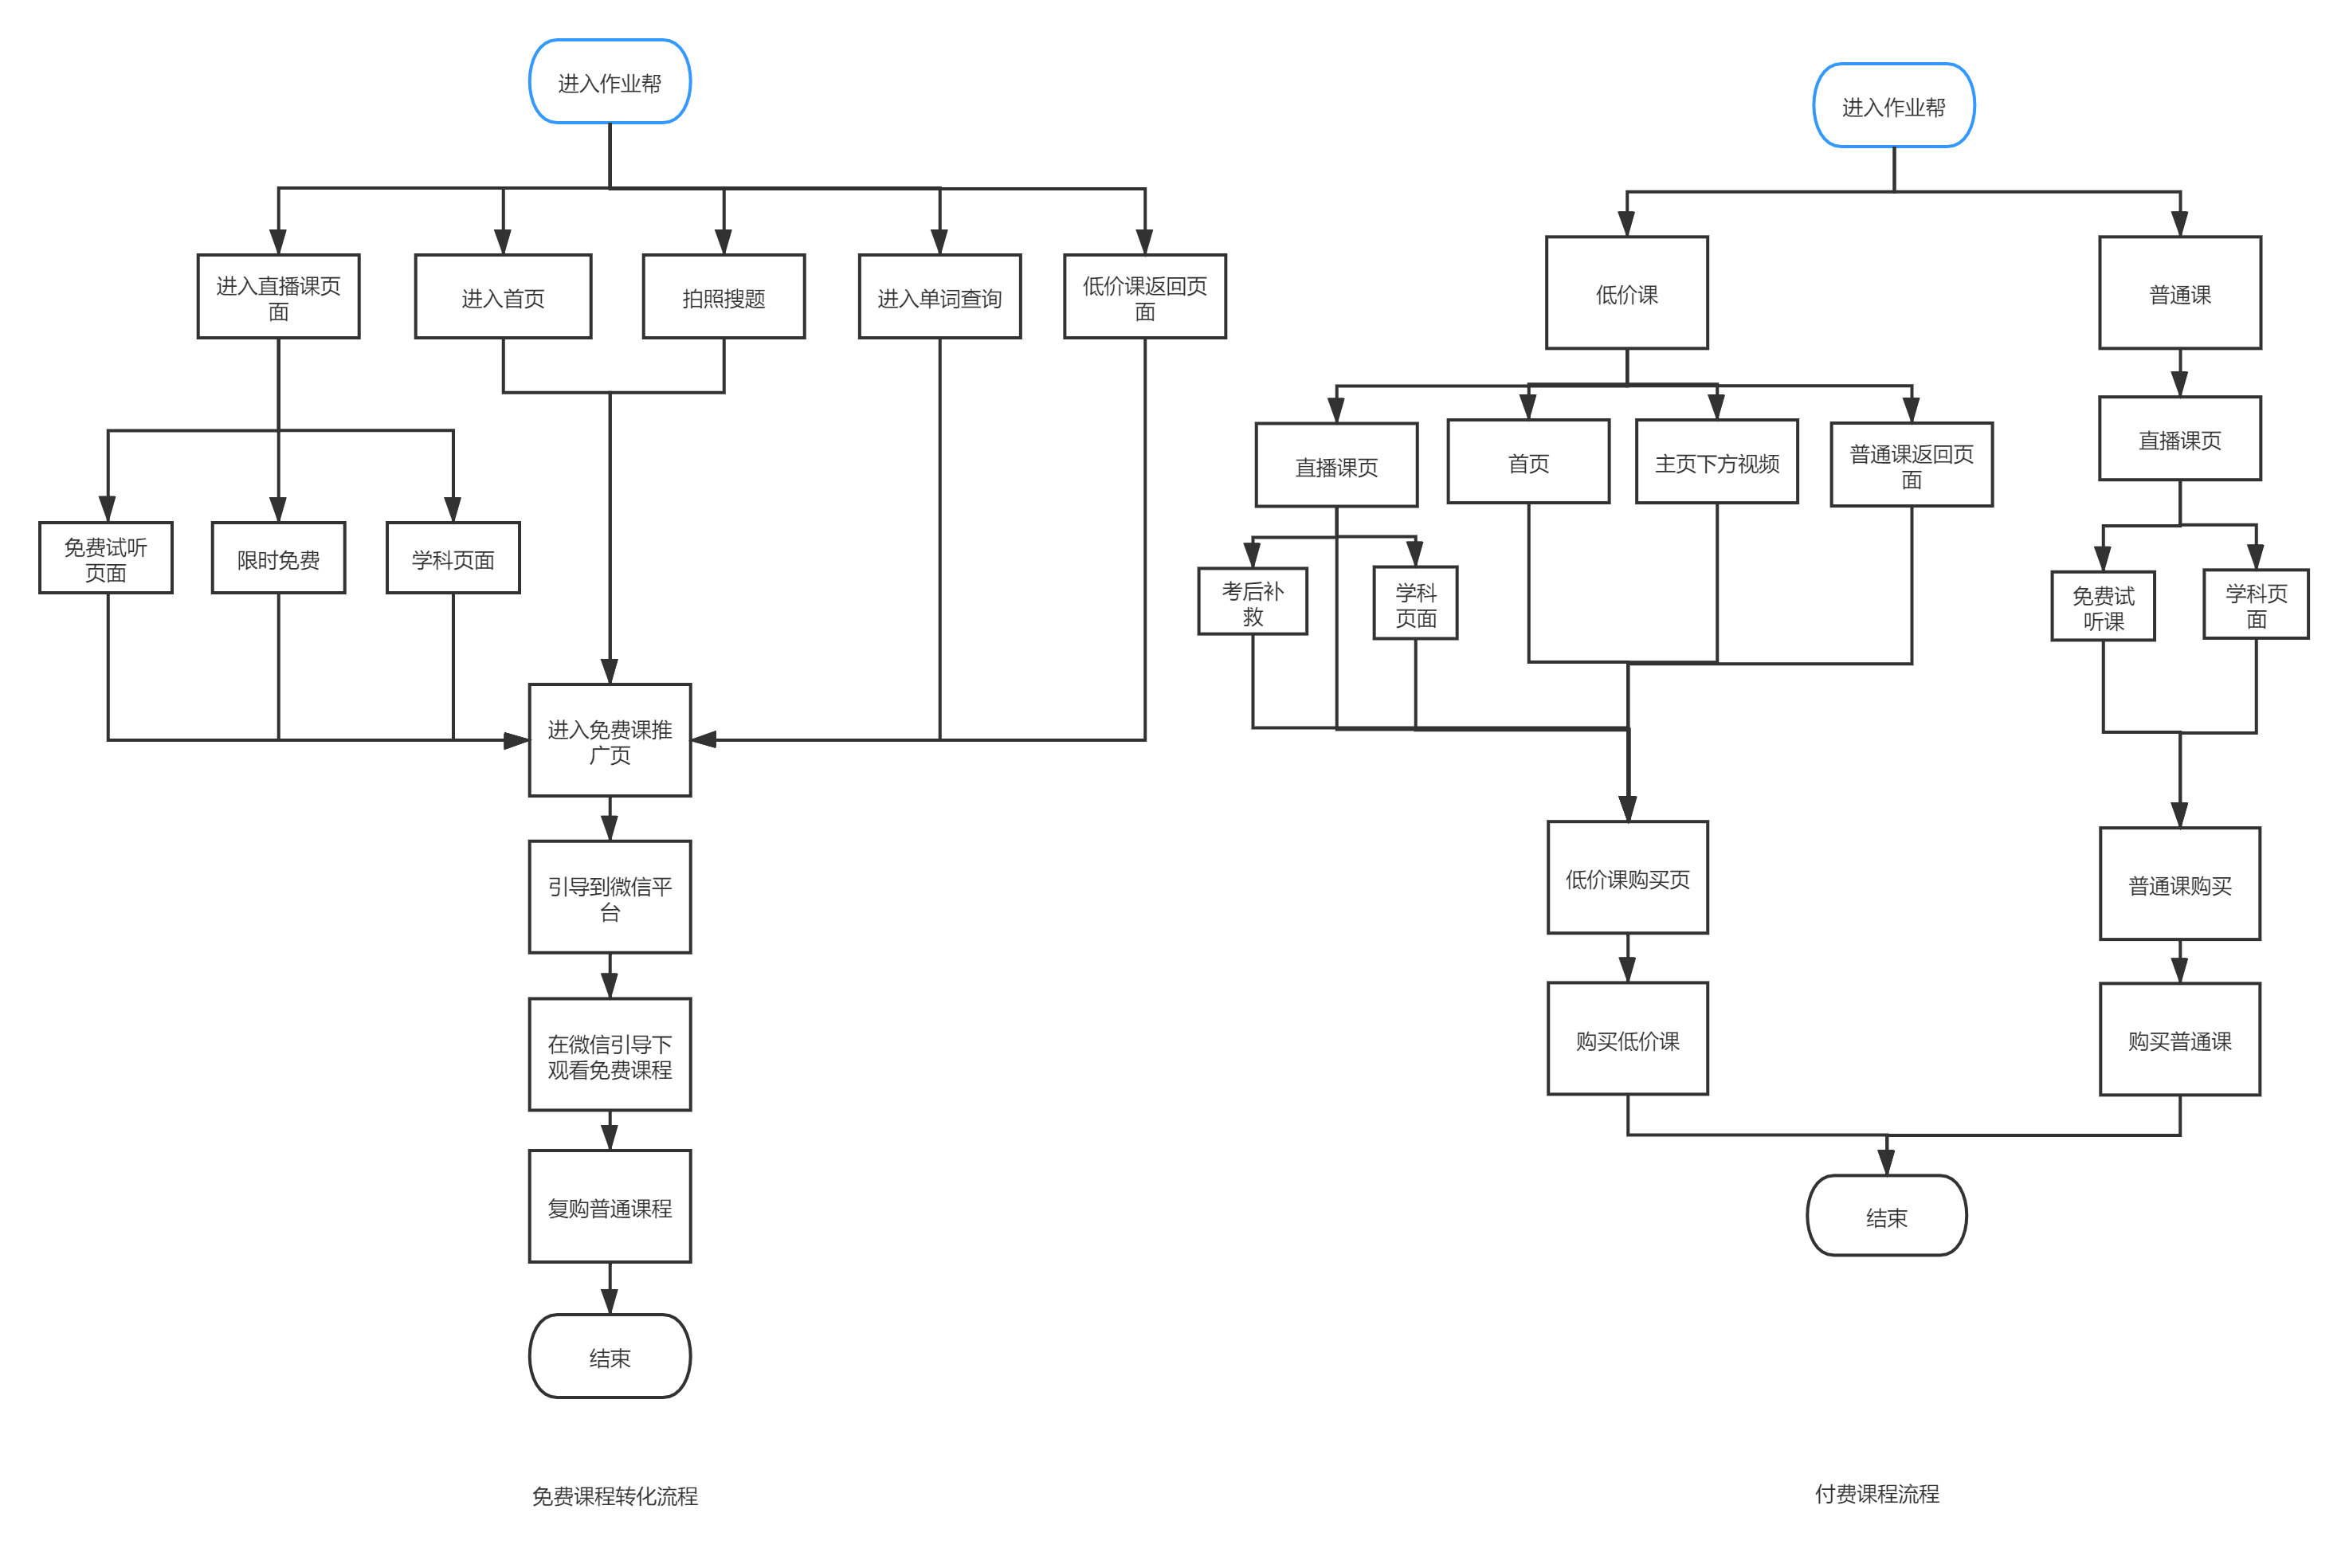 进入作业帮
进入直播课页
面
进入首页
拍照搜题
进入单词查询
低价课返回页
面
免费试听
页面
限时免费
学科页面
进入免费课推
广页
引导到微信平
台
在微信引导下
观看免费课程
复购普通课程
结束
免费课程转化流程
进入作业帮
低价课
普通课
直播课页
首页
主页下方视频
普通课返回页
面
直播课页
考后补
救
学科
页面
免费试
听课
学科页
面
低价课购买页
普通课购买
购买低价课
购买普通课
结束
付费课程流程